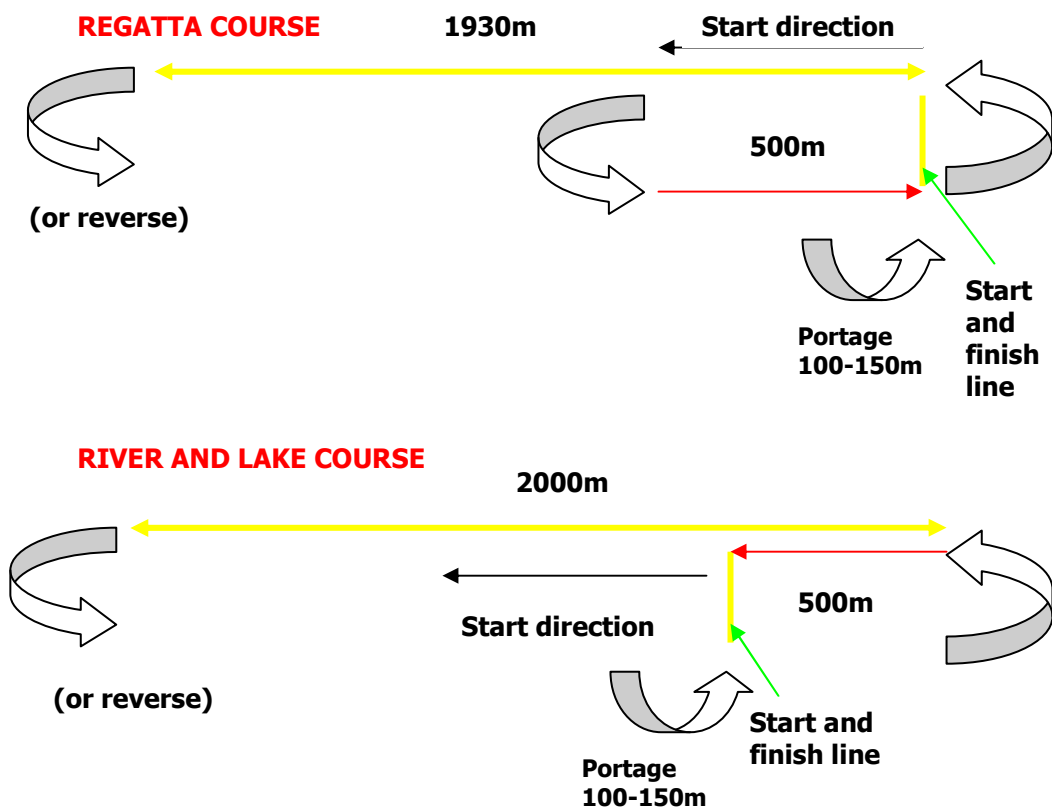 REGATTA COURSE
1930m
Start direction
500m
(or reverse)
Portage
100-150m
Start
and
finish
line
RIVER AND LAKE COURSE
2000m
500m
Start direction
(or reverse)
Start and
finish line
Portage
100-150m